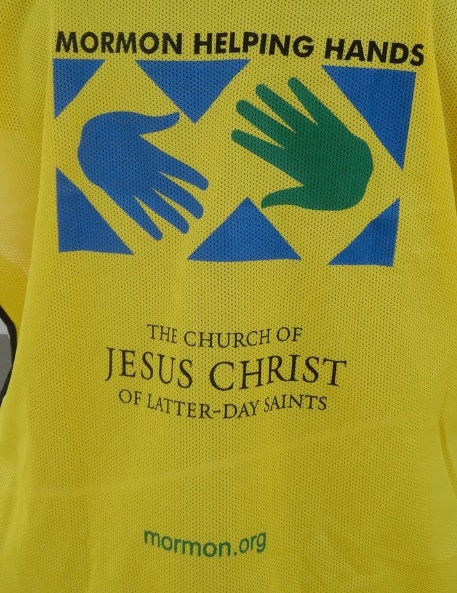 MORMON HELPING HANDS
THE CHURCH OF
JESUS CHRIST
OF LATTER-DAY SAINTS
mormon.org